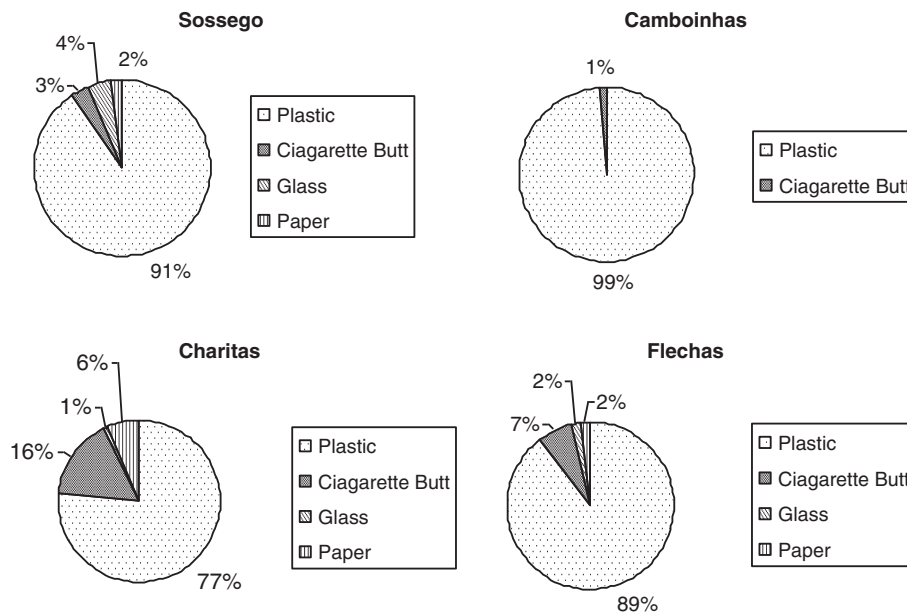 Sossego
4%
2%
3%
91%
Plastic
Ciagarette Butt
Glass
Paper
Camboinhas
1%
99%
Plastic
Ciagarette Butt
Charitas
6%
1%
16%
77%
Plastic
Ciagarette Butt
Glass
Paper
Flechas
2%
2%
7%
89%
Plastic
Ciagarette Butt
Glass
Paper